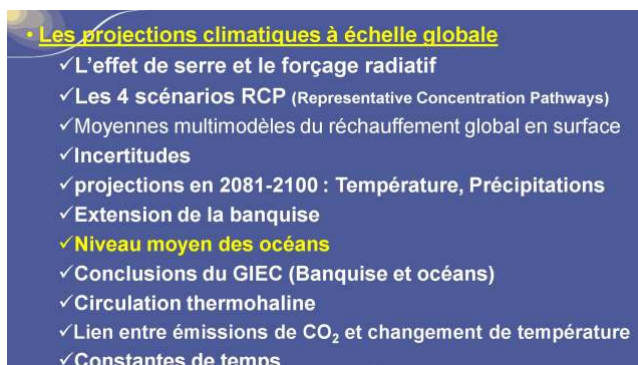 • Les projections climatiques à échelle globale
✓L'effet de serre et le forçage radiatif
✓Les 4 scénarios RCP (Representative Concentration Pathways)
✓Moyennes multimodèles du réchauffement global en surface
✓Incertitudes
✓projections en 2081-2100 : Température, Précipitations
✓Extension de la banquise
✓Niveau moyen des océans
✓Conclusions du GIEC (Banquise et océans)
✓Circulation thermohaline
✓Lien entre émissions de CO₂ et changement de température
✓Constantes de temps